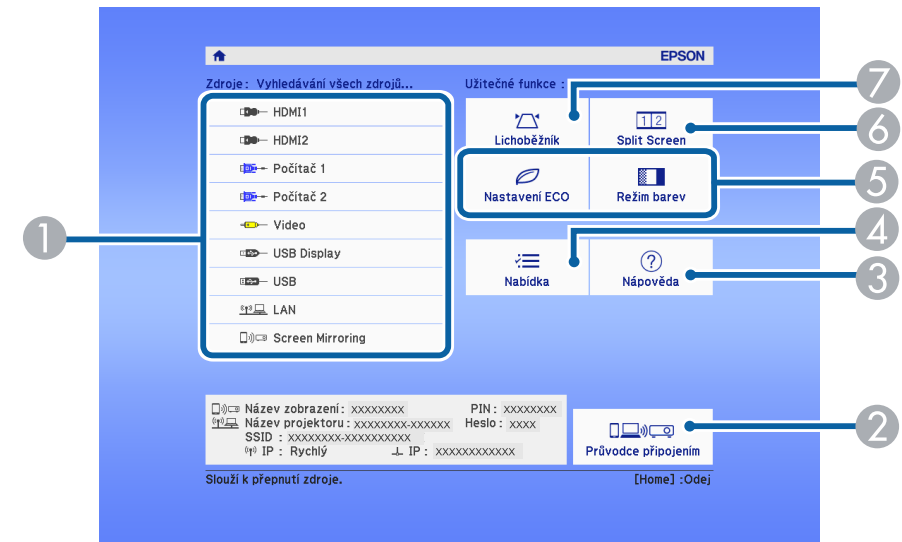 EPSON
Zdroje : Vyhledávání všech zdrojů...
HDMI1
HDMI2
Počítač 1
Počítač 2
Video
USB Display
USB
LAN
Screen Mirroring
Užitečné funkce :
Lichoběžník
1 2
Split Screen
Nastavení ECO
Režim barev
Nabídka
?
Nápověda
Název zobrazení : xxxxxxxx
PIN : xxxxxxxx
Název projektoru : xxxxxxxx-xxxxxx
Heslo : xxxx
SSID : xxxxxxxx-xxxxxxxxxx
IP : Rychlý
IP : xxxxxxxxxxxx
Průvodce připojením
Slouží k přepnutí zdroje.
[Home] :Odej
1
7
6
5
4
3
2